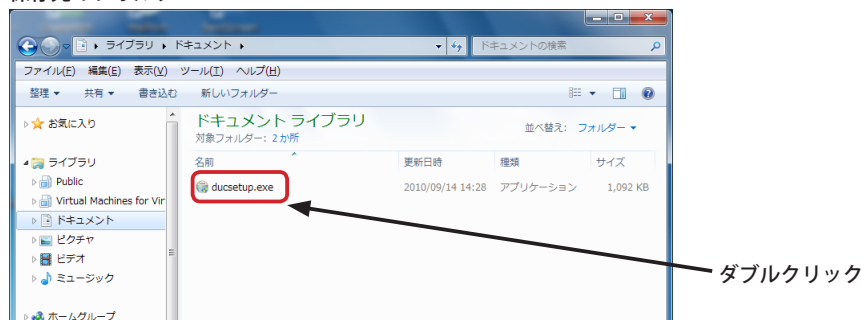 ライブラリ ▸ ドキュメント ▸
ドキュメントの検索
ファイル(F) 編集(E) 表示(V) ツール(T) ヘルプ(H)
整理 共有 書き込む 新しいフォルダー
お気に入り
ライブラリ
Public
Virtual Machines for Vir
ドキュメント
ピクチャ
ビデオ
ミュージック
ホームグループ
ドキュメント ライブラリ
対象フォルダー: 2 か所
並べ替え: フォルダー
名前 更新日時 種類 サイズ
ducsetup.exe 2010/09/14 14:28 アプリケーション 1,092 KB
ダブルクリック